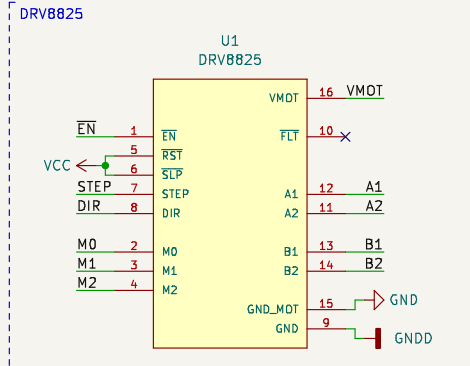 DRV8825
U1
DRV8825
VMOT 16 VMOT
EN 1 EN
FLT 10
VCC 5 RST
6 SLP
STEP 7 STEP
A1 12 A1
DIR 8 DIR
A2 11 A2
M0 2 M0
B1 13 B1
M1 3 M1
B2 14 B2
M2 4 M2
GND_MOT 15 GND
GND 9 GNDD